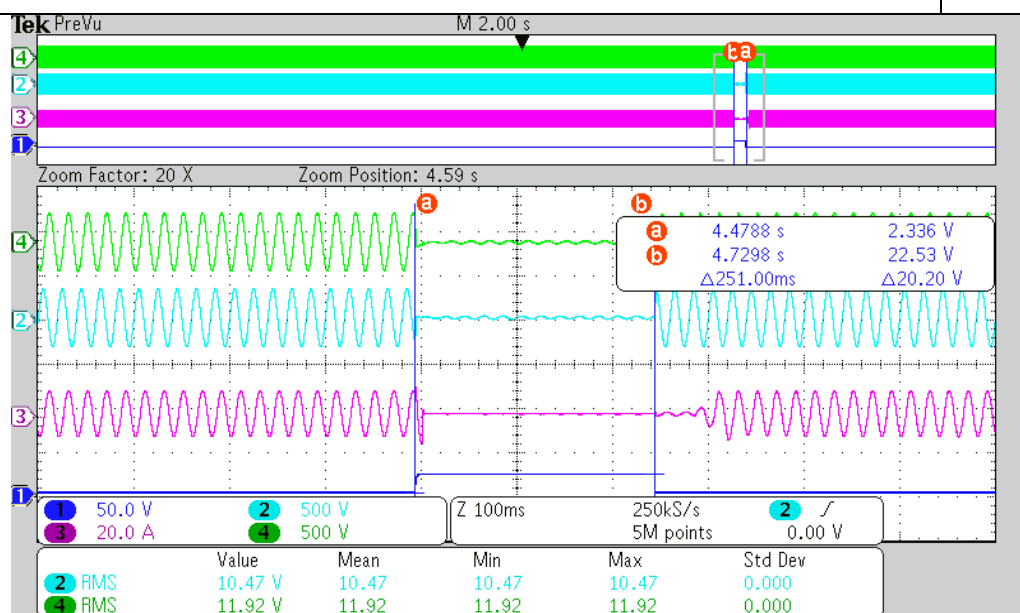 Tek PreVu M 2.00 s
4
b a
2
3
1
Zoom Factor: 20 X Zoom Position: 4.59 s
a b
a 4.4788 s 2.336 V
4 b 4.7298 s 22.53 V
△251.00ms △20.20 V
2
3
1
1 50.0 V 2 500 V Z 100ms 250kS/s 2 /
3 20.0 A 4 500 V 5M points 0.00 V
Value Mean Min Max Std Dev
2 RMS 10.47 V 10.47 10.47 10.47 0.000
4 RMS 11.92 V 11.92 11.92 11.92 0.000